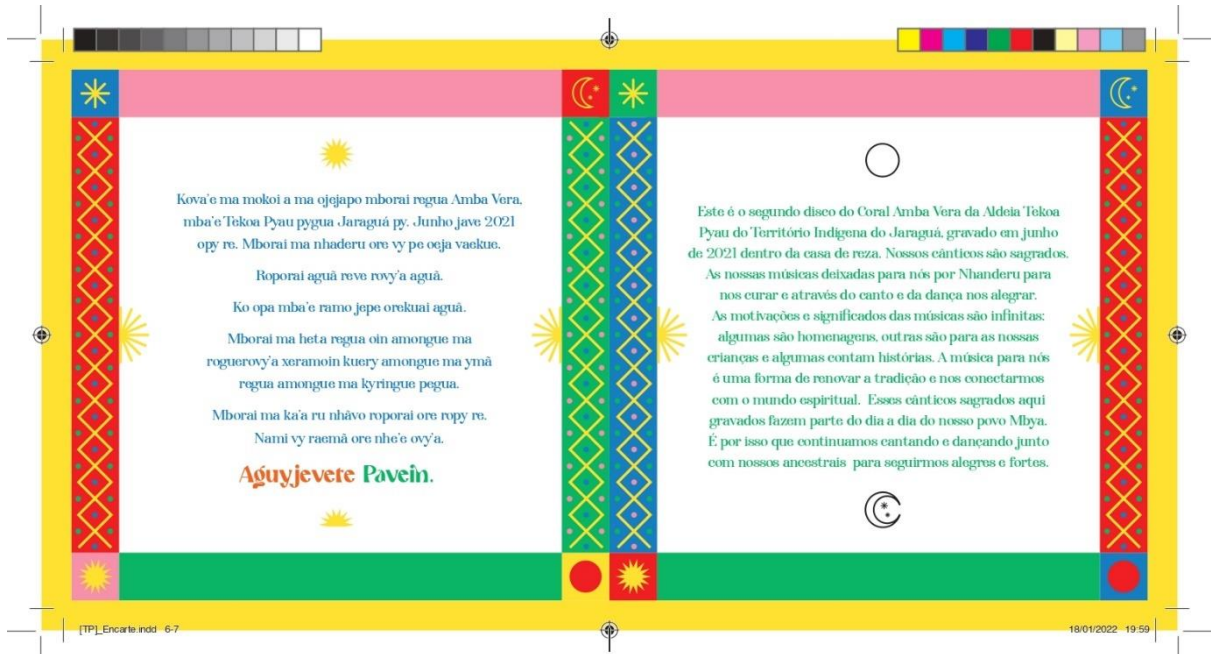 Kova'e ma mokoi a ma ojejapo mborai regua Amba Vera,
mba'e Tekoa Pyau pygua Jaraguá py. Junho jave 2021
opy re. Mborai ma nhaderu ore vy pe oeja vaekue.
Roporai aguã reve rovy'a aguã.
Ko opa mba'e ramo jepe orekuai aguã.
Mborai ma heta regua oin amongue ma
roguerovy'a xeramoin kuery amongue ma ymã
regua amongue ma kyringue pegua.
Mborai ma ka'a ru nhãvo roporai ore ropy re.
Nami vy raemã ore nhe'e ovy'a.
Aguyjevete Paveĩn.
Este é o segundo disco do Coral Amba Vera da Aldeia Tekoa
Pyau do Território Indígena do Jaraguá, gravado em junho
de 2021 dentro da casa de reza. Nossos cânticos são sagrados.
As nossas músicas deixadas para nós por Nhanderu para
nos curar e através do canto e da dança nos alegrar.
As motivações e significados das músicas são infinitas:
algumas são homenagens, outras são para as nossas
crianças e algumas contam histórias. A música para nós
é uma forma de renovar a tradição e nos conectarmos
com o mundo espiritual. Esses cânticos sagrados aqui
gravados fazem parte do dia a dia do nosso povo Mbya.
É por isso que continuamos cantando e dançando junto
com nossos ancestrais para seguirmos alegres e fortes.
[TP]_Encarte.indd 6-7
18/01/2022 19:59